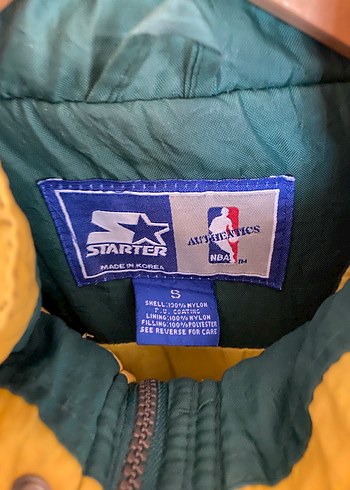 STARTER
MADE IN KOREA
AUTHENTICS
NBA
TM
S
SHELL:100% NYLON
P.U. COATING
LINING:100% NYLON
FILLING:100% POLYESTER
SEE REVERSE FOR CARE